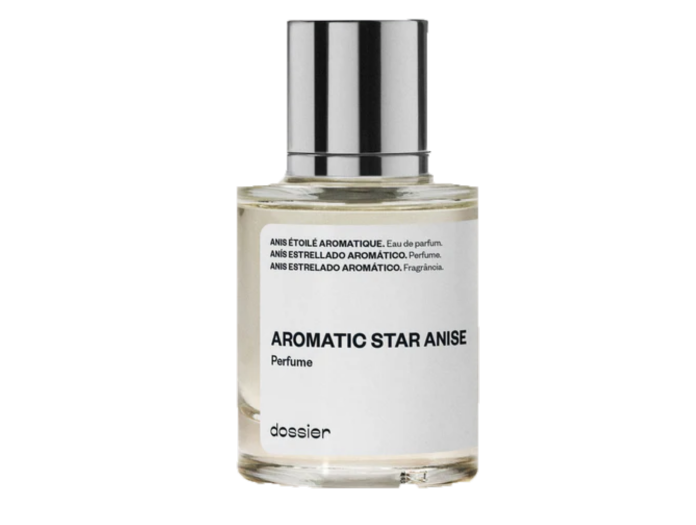 ANIS ÉTOILÉ AROMATIQUE. Eau de parfum.
ANÍS ESTRELLADO AROMÁTICO. Perfume.
ANIS ESTRELADO AROMÁTICO. Fragrância.
AROMATIC STAR ANISE
Perfume
dossier